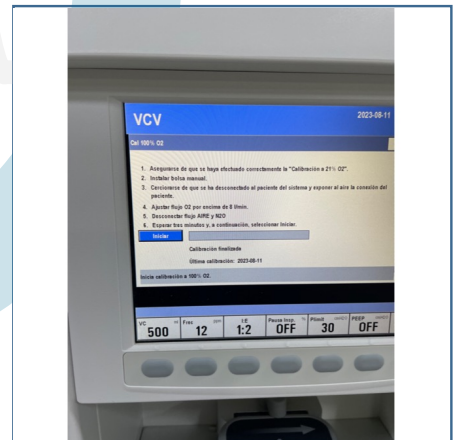 VCV
2023-08-11
Cal 100% O2
1. Asegurarse de que se haya efectuado correctamente la "Calibración a 21% O2".
2. Instalar bolsa manual.
3. Cerciorarse de que se ha desconectado al paciente del sistema y exponer al aire la conexión del
paciente.
4. Ajustar flujo O2 por encima de 8 l/min.
5. Desconectar flujo AIRE y N2O
6. Esperar tres minutos y, a continuación, seleccionar Iniciar.
Iniciar
Calibración finalizada
Última calibración: 2023-08-11
Inicia calibración a 100% O2.
VC
Frec
I:E
Pausa Insp.
%
Plimit
PEEP
500
12
1:2
OFF
30
OFF